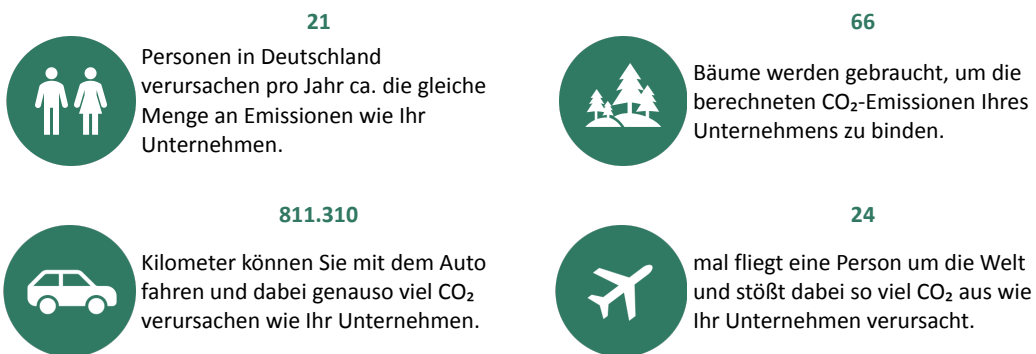 21
Personen in Deutschland
verursachen pro Jahr ca. die gleiche
Menge an Emissionen wie Ihr
Unternehmen.
66
Bäume werden gebraucht, um die
berechneten CO₂-Emissionen Ihres
Unternehmens zu binden.
811.310
Kilometer können Sie mit dem Auto
fahren und dabei genauso viel CO₂
verursachen wie Ihr Unternehmen.
24
mal fliegt eine Person um die Welt
und stößt dabei so viel CO₂ aus wie
Ihr Unternehmen verursacht.